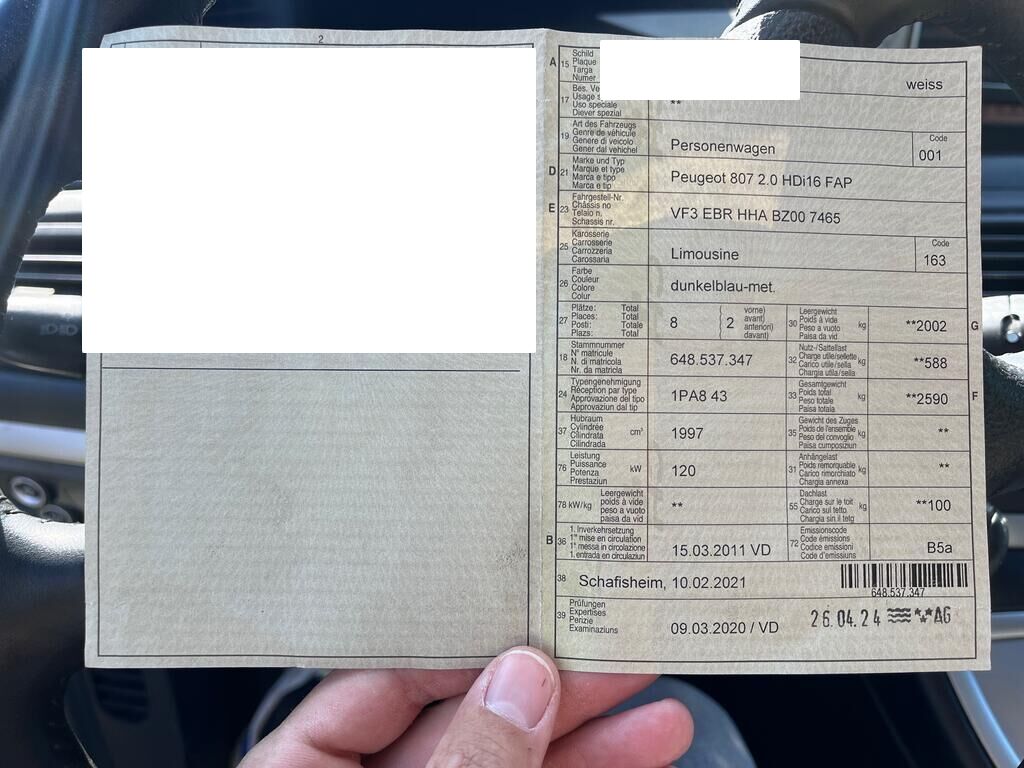 2
A 15 Schild
Plaque
Targa
Numer
weiss
17 Bes. Ve
Usage s
Uso speciale
Diever spezial
**
19 Art des Fahrzeugs
Genre de véhicule
Genere di veicolo
Gener dal vehichel
Personenwagen
Code
001
D 21 Marke und Typ
Marque et type
Marca e tipo
Marca e tip
Peugeot 807 2.0 HDi16 FAP
E 23 Fahrgestell-Nr.
Châssis no
Telaio n.
Schassis nr.
VF3 EBR HHA BZ00 7465
25 Karosserie
Carrosserie
Carrozzeria
Carossaria
Limousine
Code
163
26 Farbe
Couleur
Colore
Colur
dunkelblau-met.
27 Plätze: Total
Places: Total
Posti: Totale
Plazs: Total
8 { 2 vorne)
avant)
anteriori)
davant)
30 Leergewicht
Poids à vide
Peso a vuoto
Paisa da vid
kg
**2002
G
18 Stammnummer
N° matricule
N. di matricola
Nr. da matricla
648.537.347
32 Nutz-/Sattellast
Charge utile/sellette
Carico utile/sella
Chargia utila/sella
kg
**588
24 Typengenehmigung
Réception par type
Approvazione del tipo
Approvaziun dal tip
1PA8 43
33 Gesamtgewicht
Poids total
Peso totale
Paisa totala
kg
**2590
F
37 Hubraum
Cylindrée
Cilindrata
Cilindrada
cm³
1997
35 Gewicht des Zuges
Poids de l'ensemble
Peso del convoglio
Paisa cumposiziun
kg
**
76 Leistung
Puissance
Potenza
Prestaziun
kW
120
31 Anhängelast
Poids remorquable
Carico rimorchiato
Chargia annexa
kg
**
78 kW/kg Leergewicht
poids à vide
peso a vuoto
paisa da vid
**
55 Dachlast
Charge sur le toit
Carico sul tetto
Chargia sin il tetg
kg
**100
B 36 1. Inverkehrsetzung
1re mise en circulation
1a messa in circolazione
1. entrada en circulaziun
15.03.2011 VD
72 Emissionscode
Code émissions
Codice emissioni
Code d'emissiuns
B5a
38 Schafisheim, 10.02.2021
648.537.347
39 Prüfungen
Expertises
Perizie
Examinaziuns
09.03.2020 / VD
26.04.24 **AG